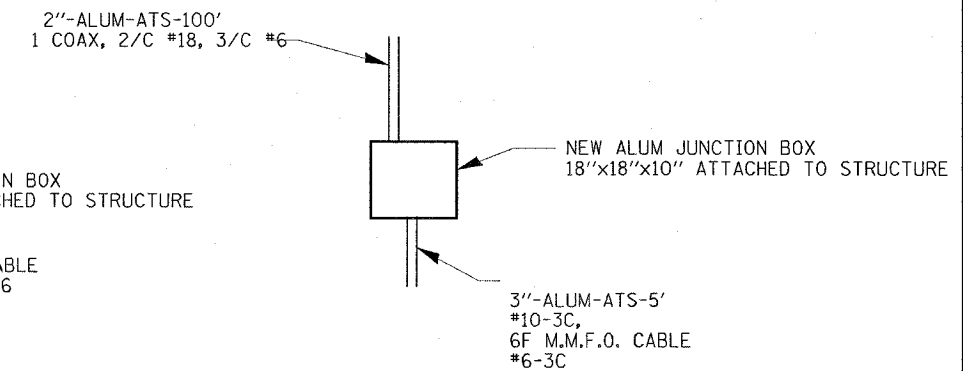 2"-ALUM-ATS-100'
1 COAX, 2/C #18, 3/C #6
NEW ALUM JUNCTION BOX
18"x18"x10" ATTACHED TO STRUCTURE
N BOX
HED TO STRUCTURE
ABLE
6
3"-ALUM-ATS-5'
#10-3C,
6F M.M.F.O. CABLE
#6-3C